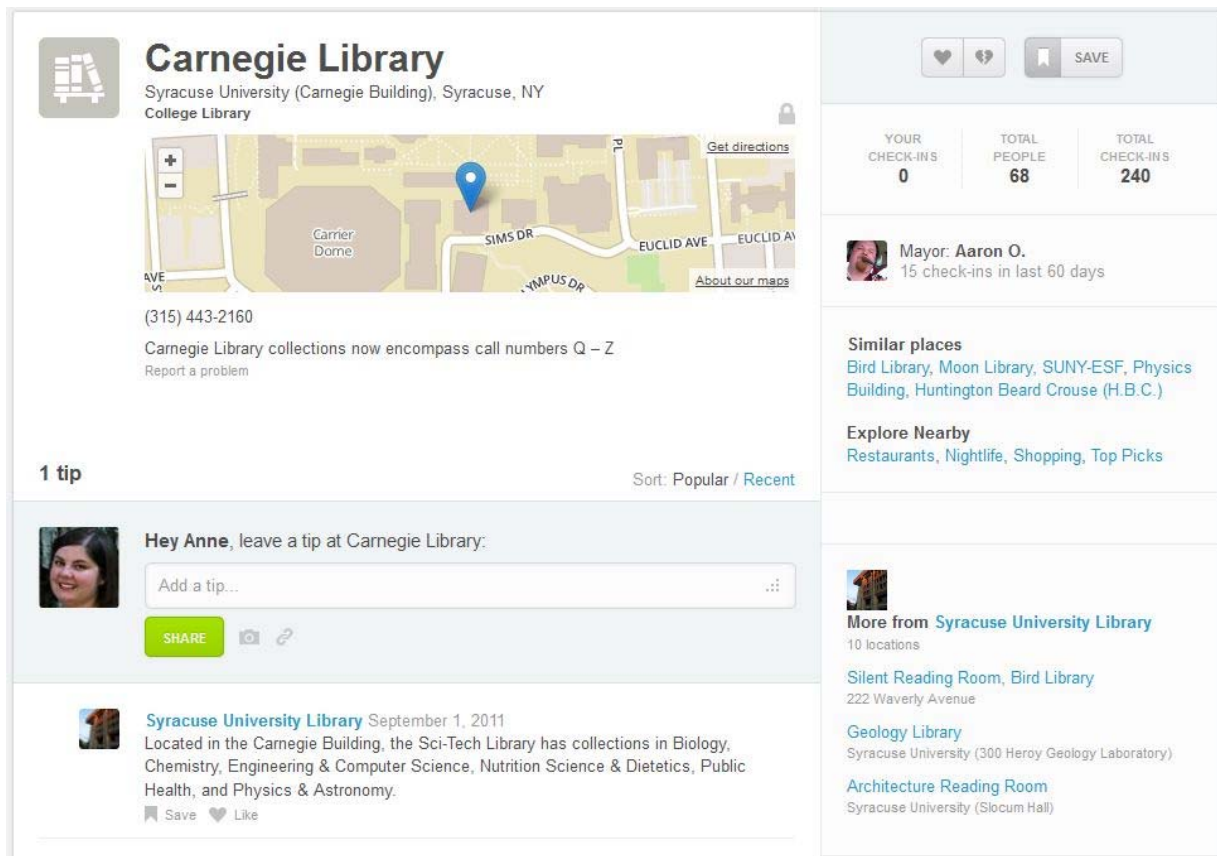 Carnegie Library
Syracuse University (Carnegie Building), Syracuse, NY
College Library
+
−
Get directions
PL
Carrier
Dome
SIMS DR
EUCLID AVE
EUCLID AV
AVE
S
YMPUS DR
About our maps
(315) 443-2160
Carnegie Library collections now encompass call numbers Q – Z
Report a problem
1 tip
Sort: Popular / Recent
Hey Anne, leave a tip at Carnegie Library:
Add a tip...
SHARE
Syracuse University Library September 1, 2011
Located in the Carnegie Building, the Sci-Tech Library has collections in Biology,
Chemistry, Engineering & Computer Science, Nutrition Science & Dietetics, Public
Health, and Physics & Astronomy.
Save Like
SAVE
YOUR CHECK-INS 0
TOTAL PEOPLE 68
TOTAL CHECK-INS 240
Mayor: Aaron O.
15 check-ins in last 60 days
Similar places
Bird Library, Moon Library, SUNY-ESF, Physics
Building, Huntington Beard Crouse (H.B.C.)
Explore Nearby
Restaurants, Nightlife, Shopping, Top Picks
More from Syracuse University Library
10 locations
Silent Reading Room, Bird Library
222 Waverly Avenue
Geology Library
Syracuse University (300 Heroy Geology Laboratory)
Architecture Reading Room
Syracuse University (Slocum Hall)